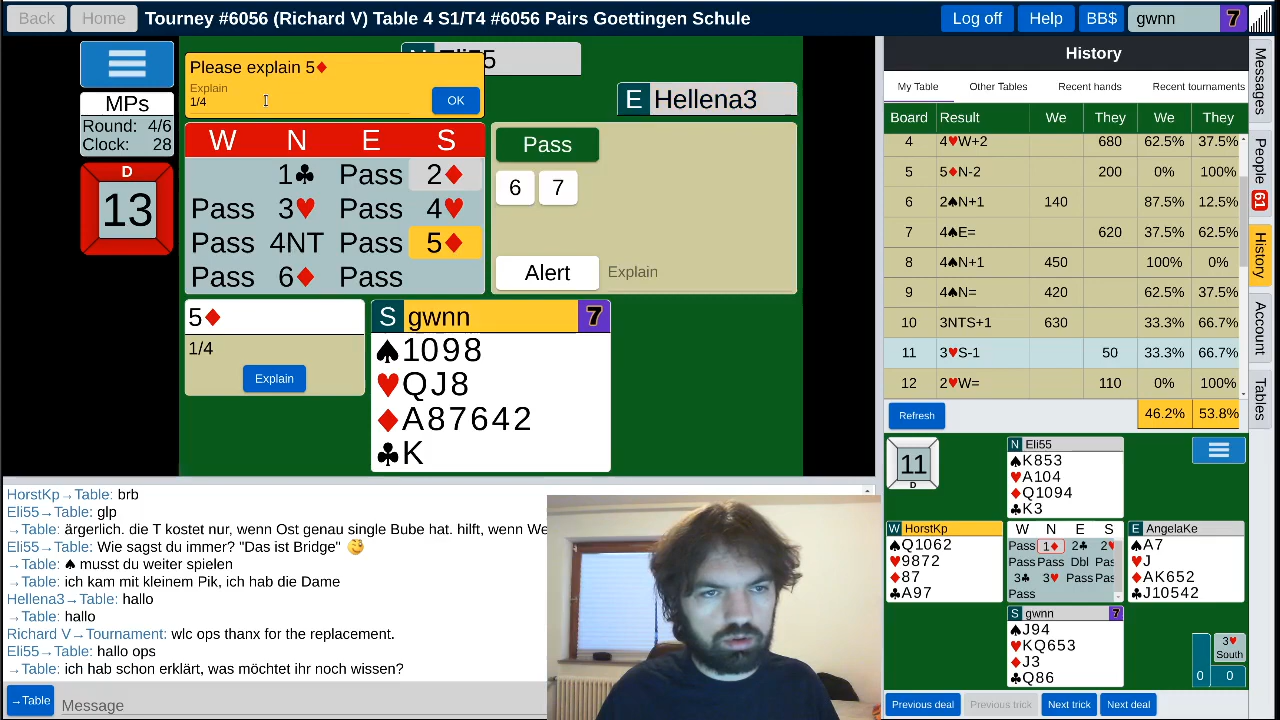 Back
Home
Tourney #6056 (Richard V) Table 4 S1/T4 #6056 Pairs Goettingen Schule
Log off
Help
BB$
gwnn
7
MPs
Round: 4/6
Clock: 28
D
13
Please explain 5♦
Explain
1/4
OK
N
E Hellena3
W N E S
1♣ Pass 2♦
Pass 3♥ Pass 4♥
Pass 4NT Pass 5♦
Pass 6♦ Pass
Pass
6 7
Alert
Explain
5♦
1/4
Explain
S gwnn 7
♠1098
♥QJ8
♦A87642
♣K
HorstKp→Table: brb
Eli55→Table: glp
→Table: ärgerlich. die T kostet nur, wenn Ost genau single Bube hat. hilft, wenn We
Eli55→Table: Wie sagst du immer? "Das ist Bridge"
→Table: ♠ musst du weiter spielen
→Table: ich kam mit kleinem Pik, ich hab die Dame
Hellena3→Table: hallo
→Table: hallo
Richard V→Tournament: wlc ops thanx for the replacement.
Eli55→Table: hallo ops
→Table: ich hab schon erklärt, was möchtet ihr noch wissen?
→Table
Message
History
My Table
Other Tables
Recent hands
Recent tournaments
Board Result We They We They
4 4♥W+2 680 62.5% 37.5%
5 5♦N-2 200 0% 100%
6 2♠N+1 140 87.5% 12.5%
7 4♠E= 620 37.5% 62.5%
8 4♠N+1 450 100% 0%
9 4♠N= 420 62.5% 37.5%
10 3NTS+1 630 33.3% 66.7%
11 3♥S-1 50 33.3% 66.7%
12 2♥W= 110 0% 100%
Refresh
46.2% 53.8%
11
D
N Eli55
♠K853
♥A104
♦Q1094
♣K3
W HorstKp
♠Q1062
♥9872
♦87
♣A97
W N E S
Pass 1♦ 2♣ 2♥
Pass Pass Dbl Pas
3♣ 3♥ Pass Pas
Pass
E AngelaKe
♠A7
♥J
♦AK652
♣J10542
S gwnn 7
♠J94
♥KQ653
♦J3
♣Q86
3♥
South
0 0
Previous deal
Previous trick
Next trick
Next deal
Messages
People 61
History
Account
Tables